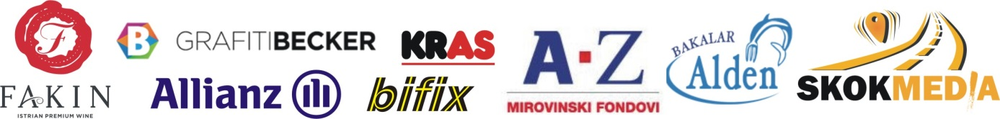 F
FAKIN
ISTRIAN PREMIUM WINE
B GRAFITIBECKER
Allianz
KRAS
bifix
A·Z
MIROVINSKI FONDOVI
BAKALAR
Alden
SKOKMEDIA